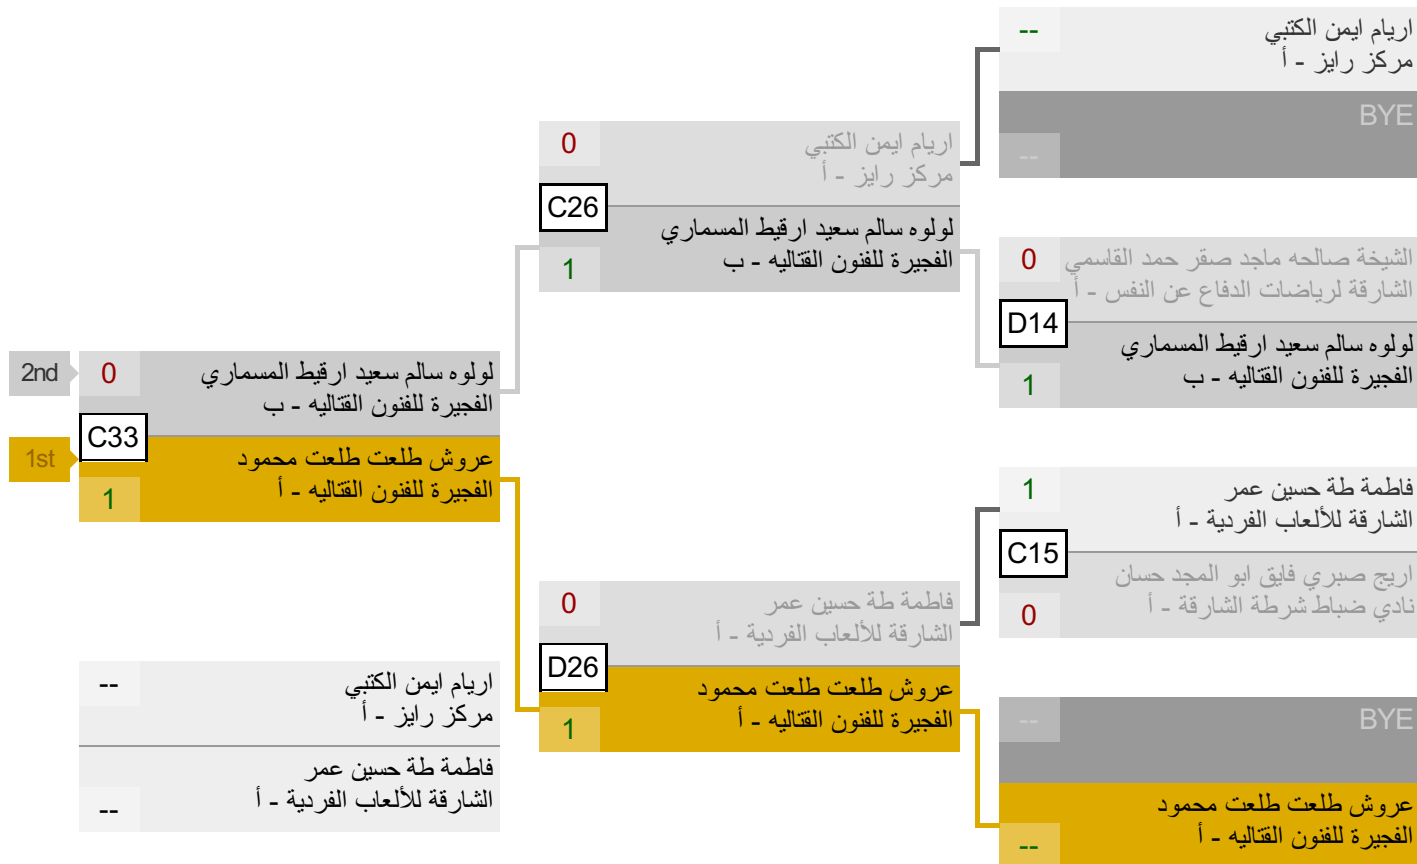 --
اريام ايمن الكتبي
مركز رايز - أ
BYE
--
0
الشيخة صالحه ماجد صقر حمد القاسمي
الشارقة لرياضات الدفاع عن النفس - أ
D14
لولوه سالم سعيد ارقيط المسماري
الفجيرة للفنون القتاليه - ب
1
1
فاطمة طة حسين عمر
الشارقة للألعاب الفردية - أ
C15
اريج صبري فايق ابو المجد حسان
نادي ضباط شرطة الشارقة - أ
0
BYE
--
عروش طلعت طلعت محمود
الفجيرة للفنون القتاليه - أ
--
0
اريام ايمن الكتبي
مركز رايز - أ
C26
لولوه سالم سعيد ارقيط المسماري
الفجيرة للفنون القتاليه - ب
1
0
فاطمة طة حسين عمر
الشارقة للألعاب الفردية - أ
D26
عروش طلعت طلعت محمود
الفجيرة للفنون القتاليه - أ
1
2nd
0
لولوه سالم سعيد ارقيط المسماري
الفجيرة للفنون القتاليه - ب
C33
1st
عروش طلعت طلعت محمود
الفجيرة للفنون القتاليه - أ
1
--
اريام ايمن الكتبي
مركز رايز - أ
فاطمة طة حسين عمر
الشارقة للألعاب الفردية - أ
--